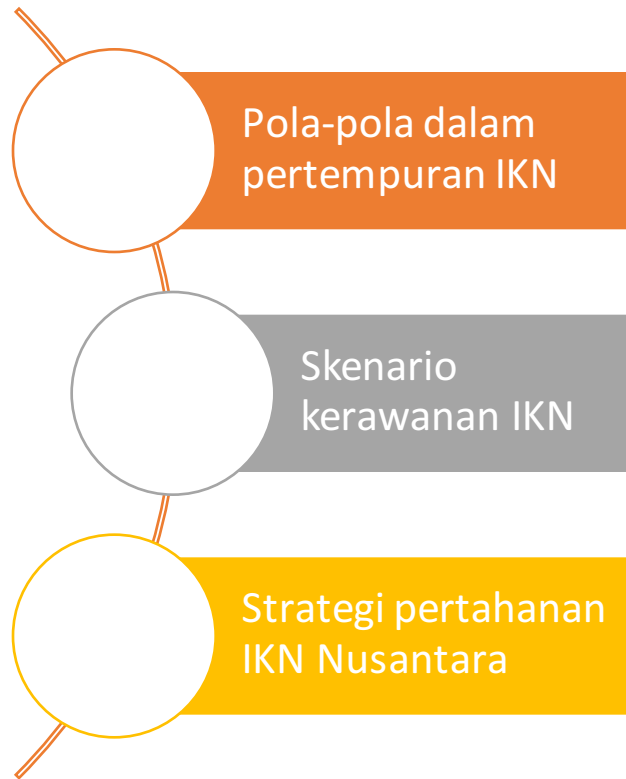 Pola-pola dalam
pertempuran IKN
Skenario
kerawanan IKN
Strategi pertahanan
IKN Nusantara